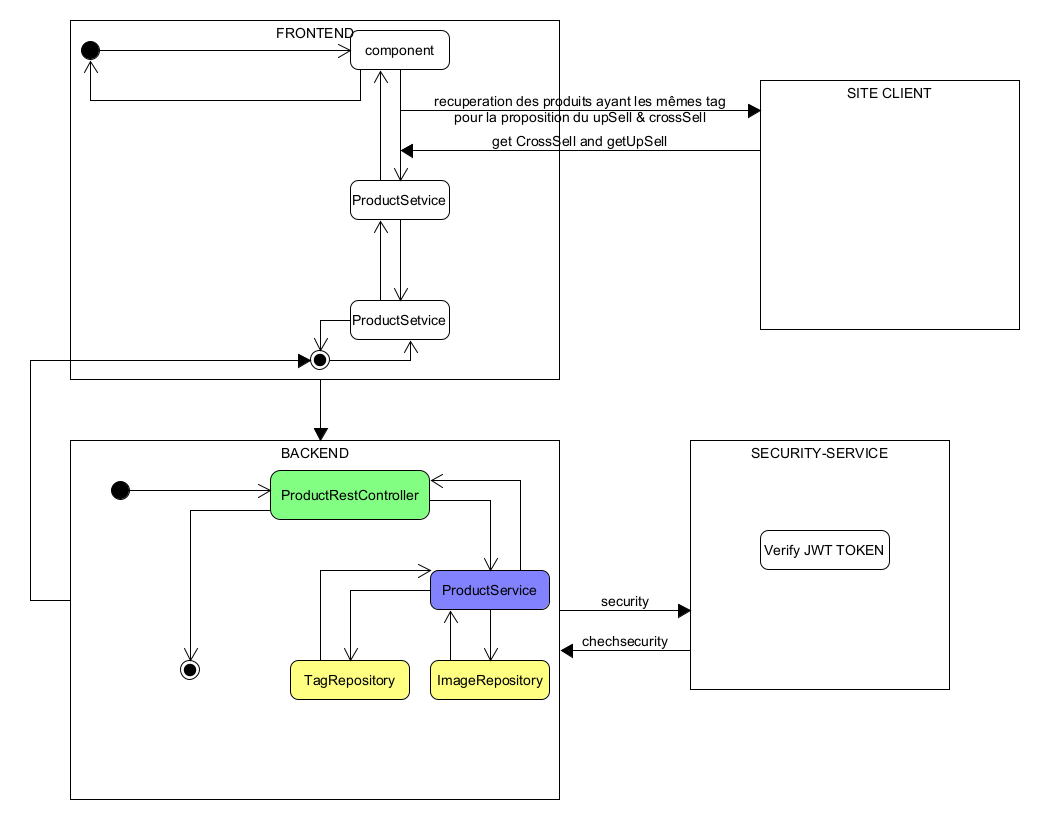 FRONTEND
component
SITE CLIENT
recuperation des produits ayant les mêmes tag
pour la proposition du upSell & crossSell
get CrossSell and getUpSell
ProductSetvice
ProductSetvice
BACKEND
SECURITY-SERVICE
ProductRestController
Verify JWT TOKEN
ProductService
security
chechsecurity
TagRepository
ImageRepository